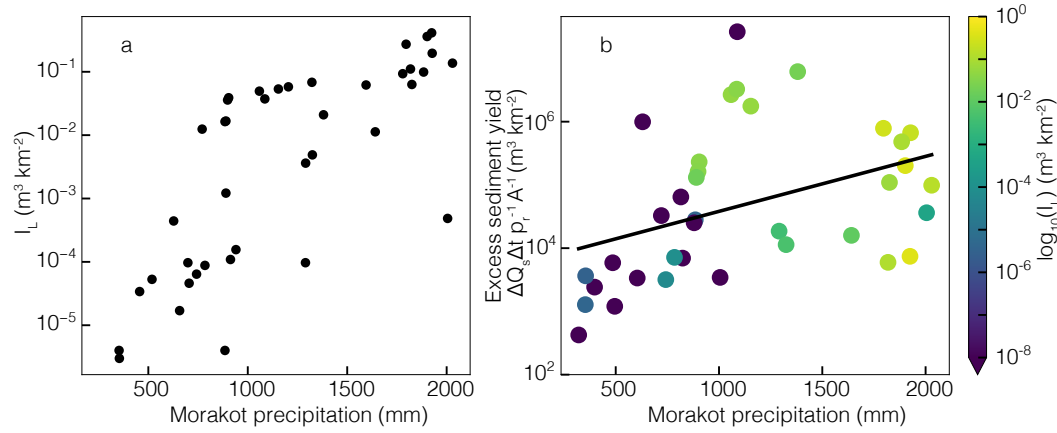 a
10⁻¹
10⁻²
10⁻³
10⁻⁴
10⁻⁵
I_L (m³ km⁻²)
500
1000
1500
2000
Morakot precipitation (mm)
b
10⁶
10⁴
10²
Excess sediment yield
ΔQ_s Δt p_r⁻¹ A⁻¹ (m³ km⁻²)
500
1000
1500
2000
Morakot precipitation (mm)
10⁰
10⁻²
10⁻⁴
10⁻⁶
10⁻⁸
log₁₀(I_L) (m³ km⁻²)